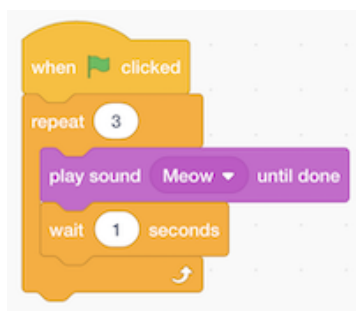 when clicked
repeat 3
play sound Meow until done
wait 1 seconds